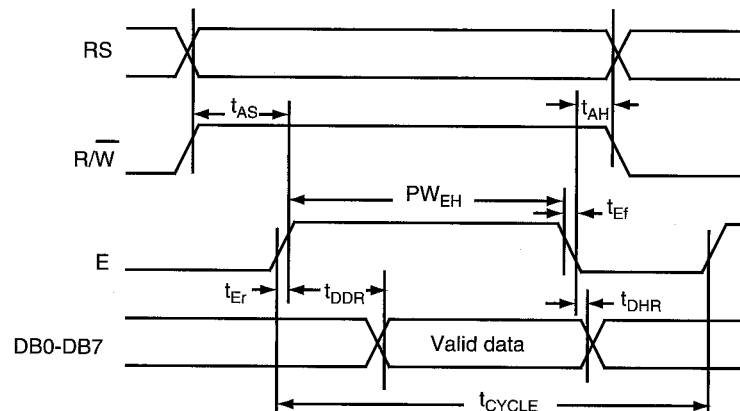 RS
tAS
tAH
R/W̅
PWEH
tEf
E
tEr
tDDR
tDHR
DB0-DB7
Valid data
tCYCLE